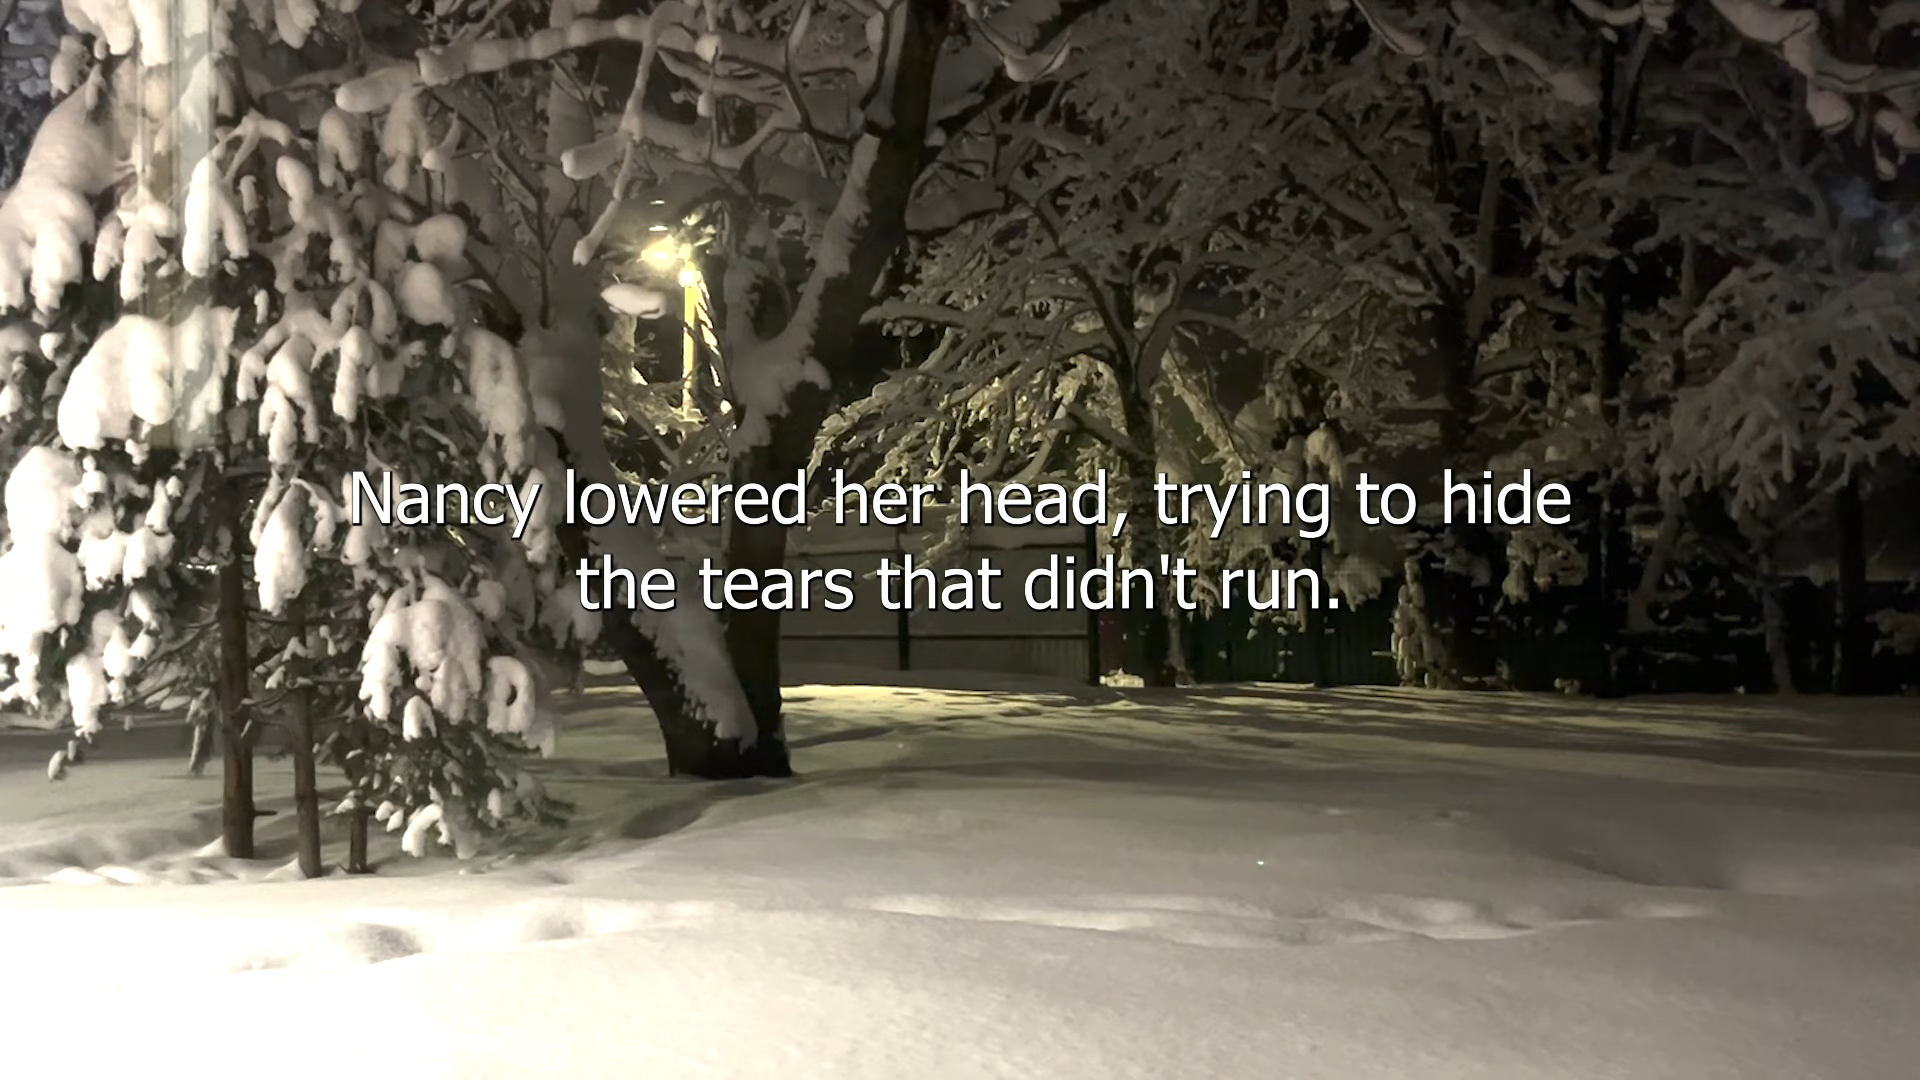 Nancy lowered her head, trying to hide
the tears that didn't run.